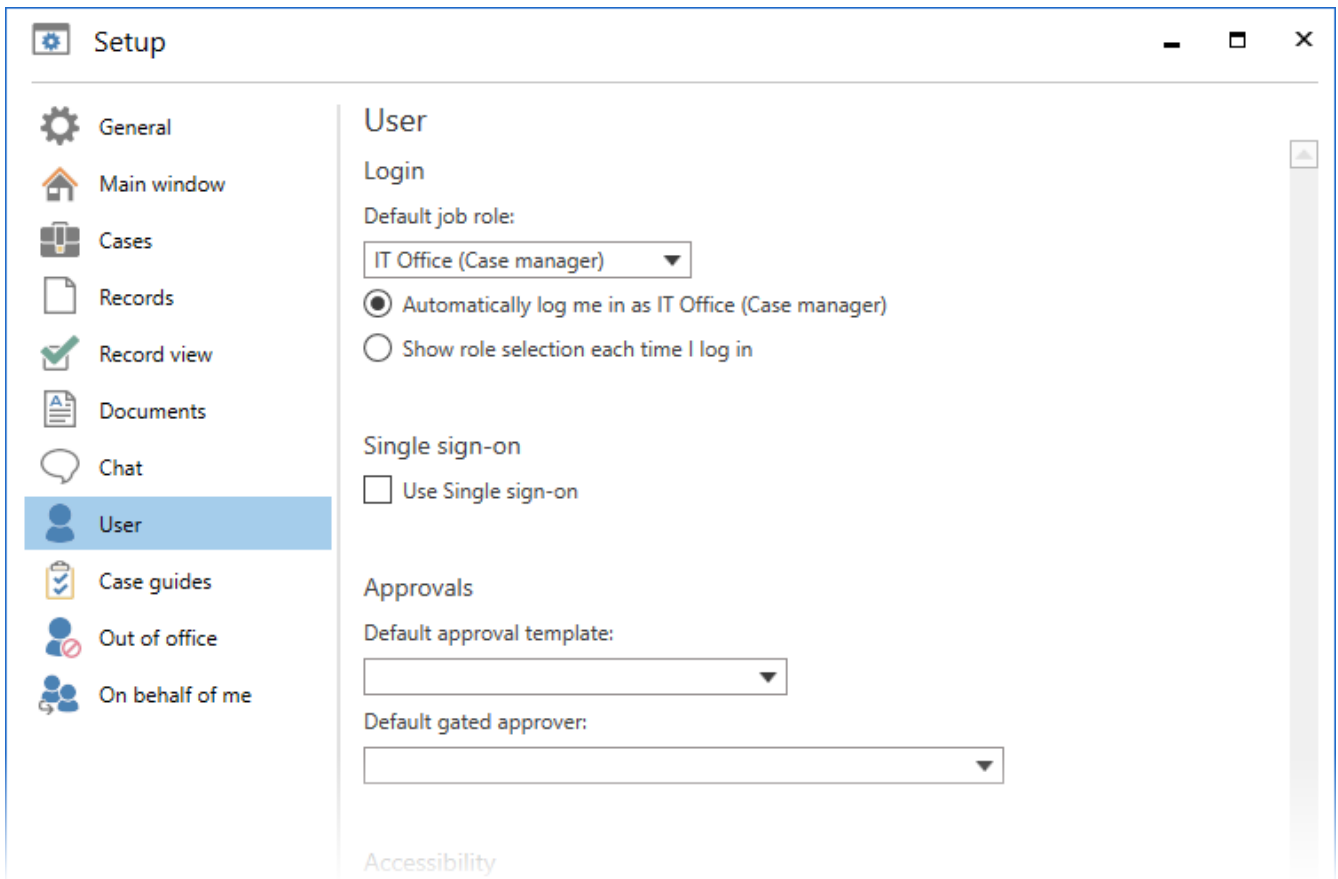 Setup
General
Main window
Cases
Records
Record view
Documents
Chat
User
Case guides
Out of office
On behalf of me
User
Login
Default job role:
IT Office (Case manager)
Automatically log me in as IT Office (Case manager)
Show role selection each time I log in
Single sign-on
Use Single sign-on
Approvals
Default approval template:
Default gated approver:
Accessibility